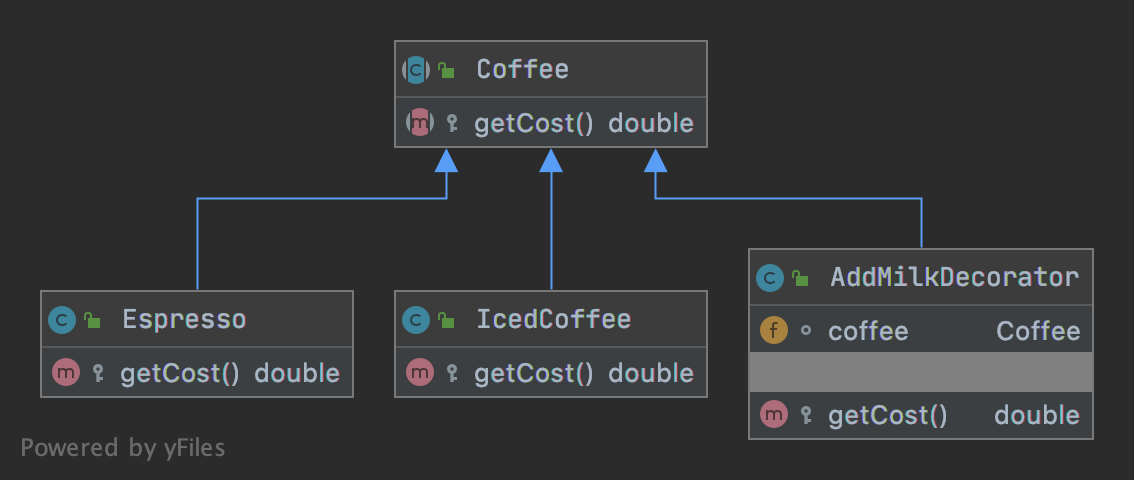 Coffee
getCost() double
Espresso
getCost() double
IcedCoffee
getCost() double
AddMilkDecorator
coffee Coffee
getCost() double
Powered by yFiles